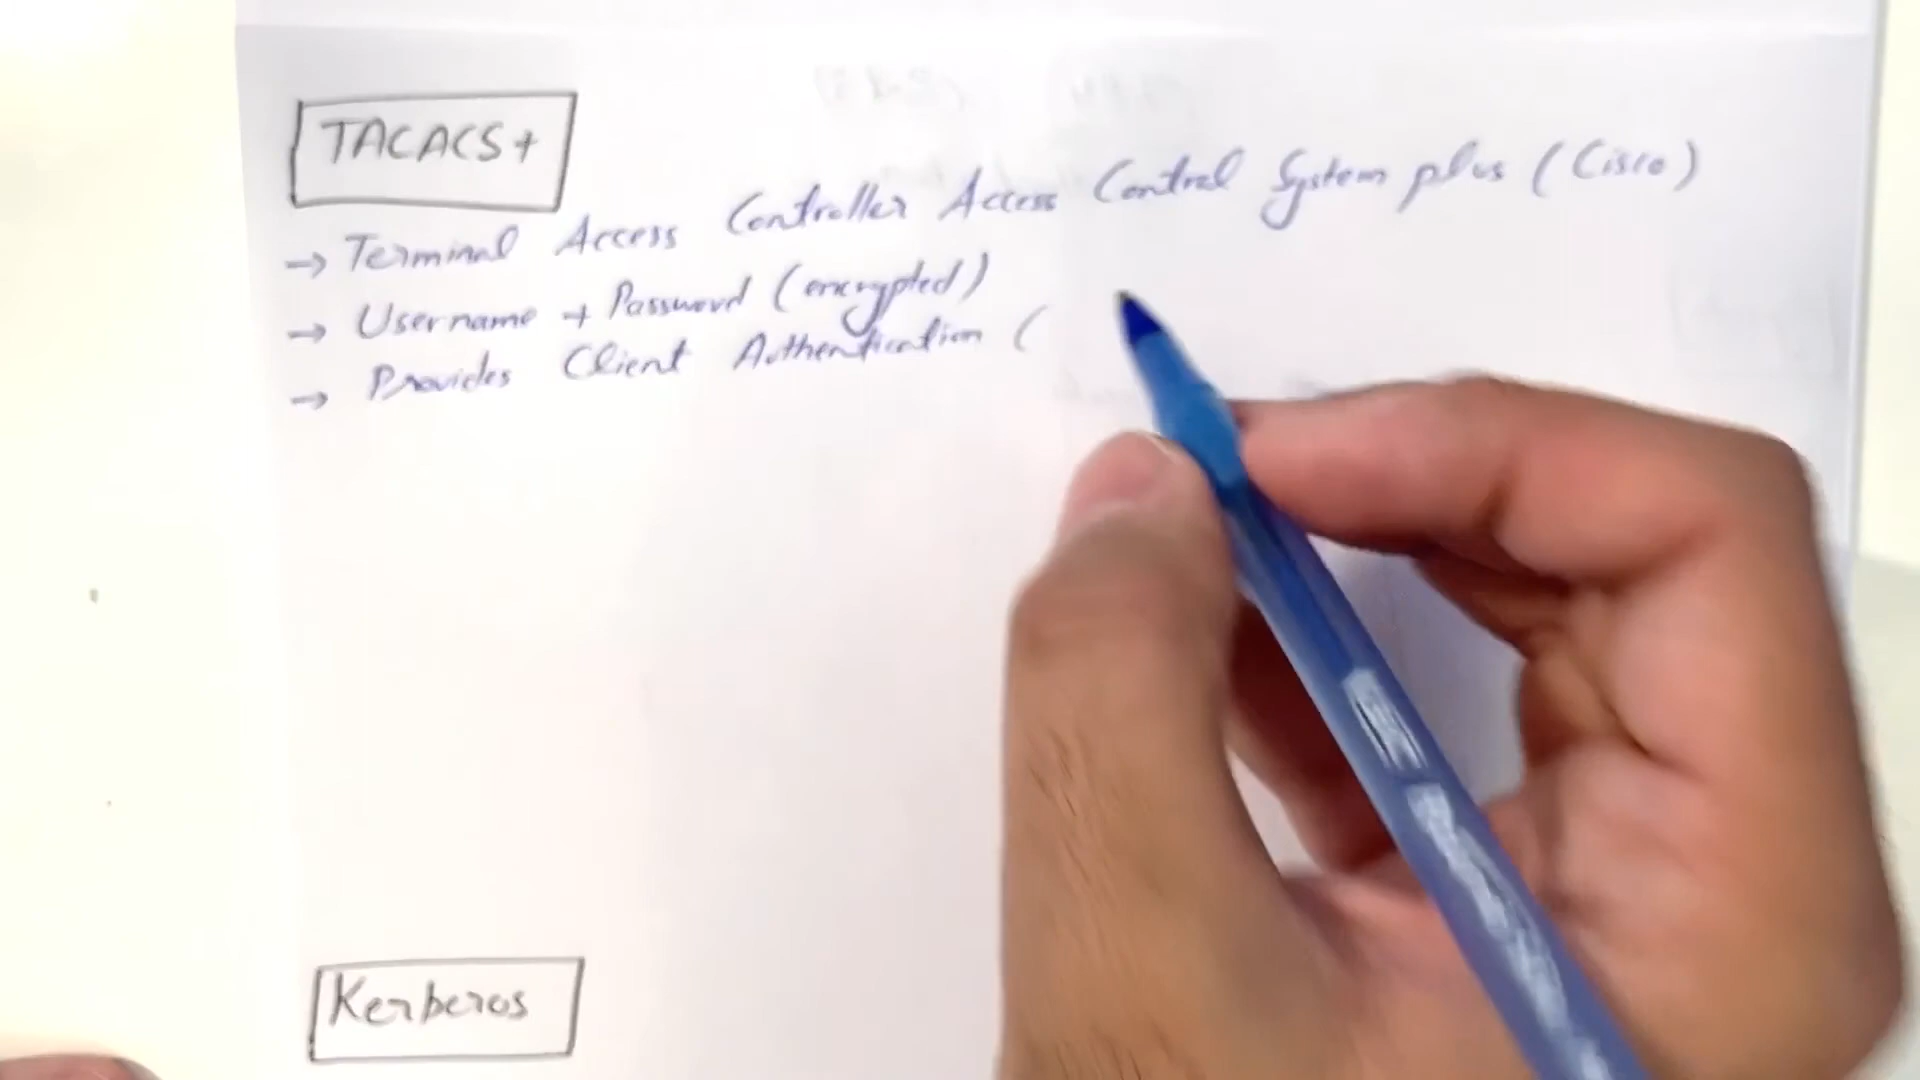 TACACS+
→ Terminal Access Controller Access Control System plus (Cisco)
→ Username + Password (encrypted)
→ Provides Client Authentication (
Kerberos